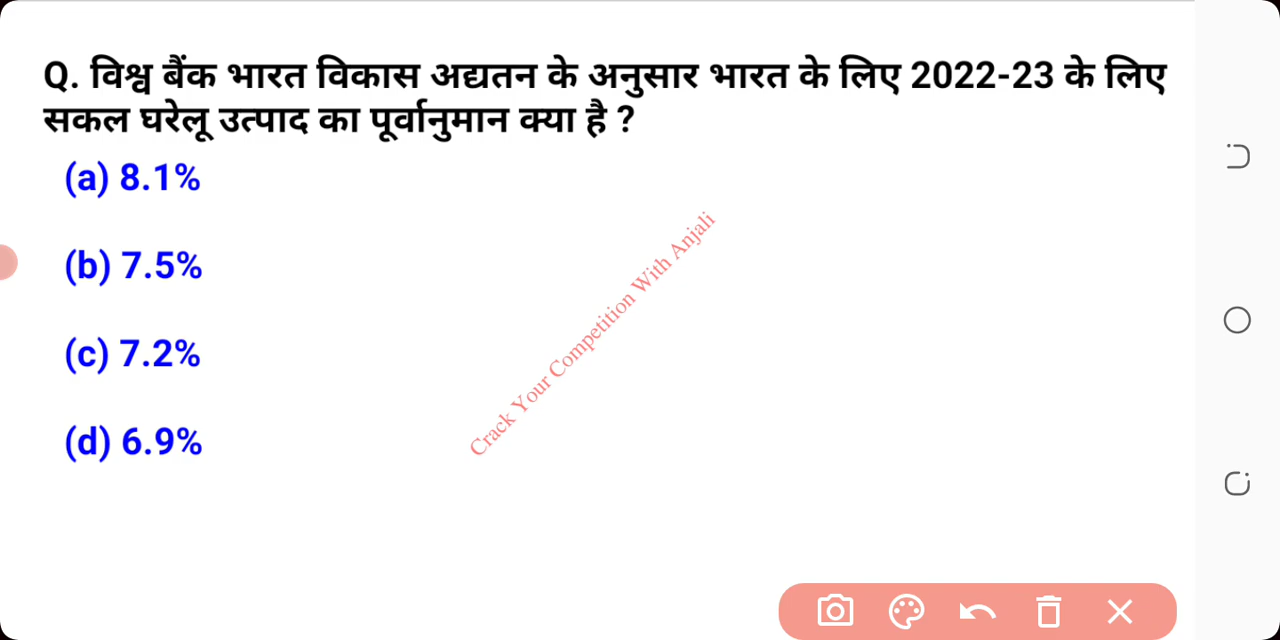 Q. विश्व बैंक भारत विकास अद्यतन के अनुसार भारत के लिए 2022-23 के लिए
सकल घरेलू उत्पाद का पूर्वानुमान क्या है ?
(a) 8.1%
(b) 7.5%
(c) 7.2%
(d) 6.9%
Crack Your Competition With Anjali